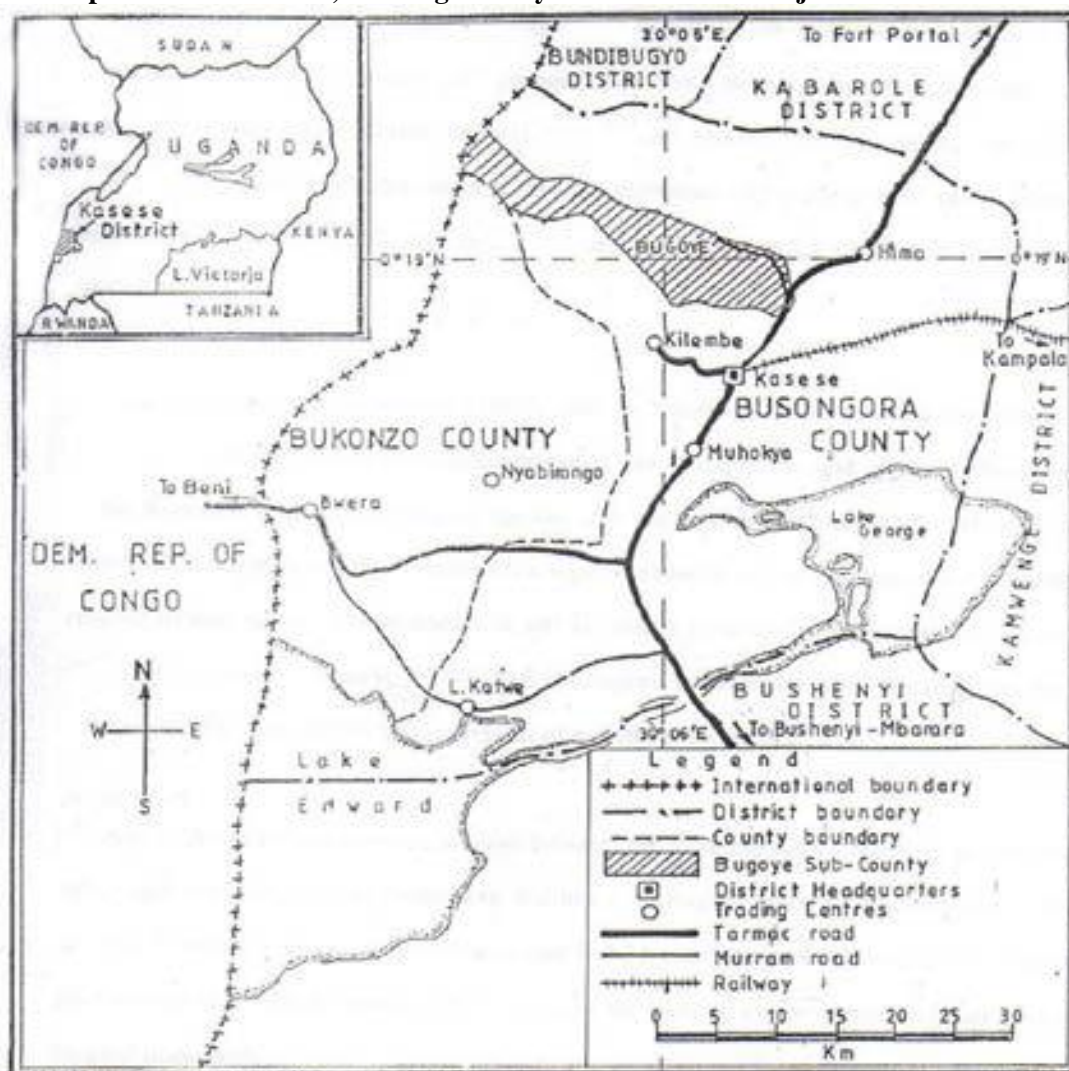 SUDAN
DEM. REP.
OF
CONGO
UGANDA
Kasese
District
KENYA
L. Victoria
TANZANIA
RWANDA
30°05'E
To Fort Portal
BUNDIBUGYO
DISTRICT
KABAROLE
DISTRICT
BUGOYE
0°19'N
Hima
0°19'N
Kilembe
To
Kampala
Kasese
BUSONGORA
COUNTY
BUKONZO COUNTY
Muhokya
Nyabirongo
To Beni
Bwera
Lake
George
DEM. REP. OF
CONGO
KAMWENGE DISTRICT
N
W
E
S
L. Katwe
BUSHENYI
DISTRICT
30°06'E
To Bushenyi-Mbarara
Lake
Edward
Legend
International boundary
District boundary
County boundary
Bugoye Sub-County
District Headquarters
Trading Centres
Tarmac road
Murram road
Railway
0 5 10 15 20 30
Km